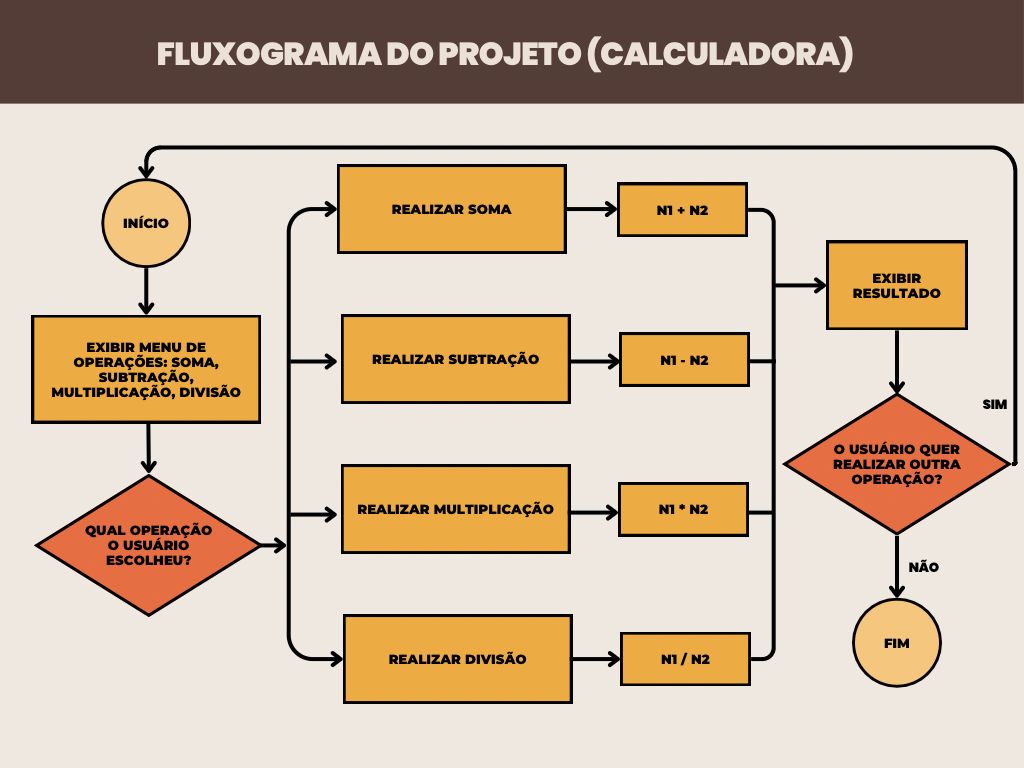 FLUXOGRAMA DO PROJETO (CALCULADORA)
INÍCIO
EXIBIR MENU DE
OPERAÇÕES: SOMA,
SUBTRAÇÃO,
MULTIPLICAÇÃO, DIVISÃO
QUAL OPERAÇÃO
O USUÁRIO
ESCOLHEU?
REALIZAR SOMA
N1 + N2
REALIZAR SUBTRAÇÃO
N1 - N2
REALIZAR MULTIPLICAÇÃO
N1 * N2
REALIZAR DIVISÃO
N1 / N2
EXIBIR
RESULTADO
SIM
O USUÁRIO QUER
REALIZAR OUTRA
OPERAÇÃO?
NÃO
FIM